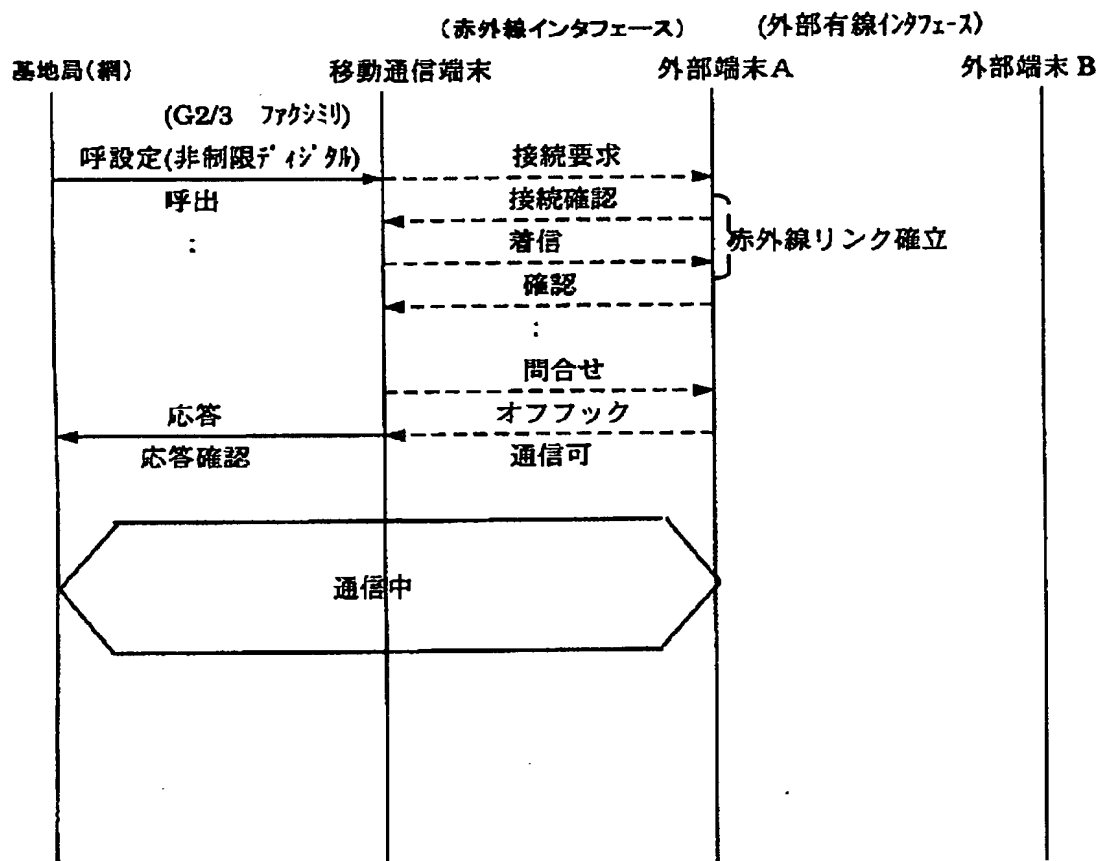 (赤外線インタフェース) (外部有線インタフェース)
基地局(網) 移動通信端末 外部端末A 外部端末B
(G2/3 ファクシミリ)
呼設定(非制限ディジタル) 接続要求
呼出 接続確認
: 着信 赤外線リンク確立
確認
:
問合せ
応答 オフフック
応答確認 通信可
通信中